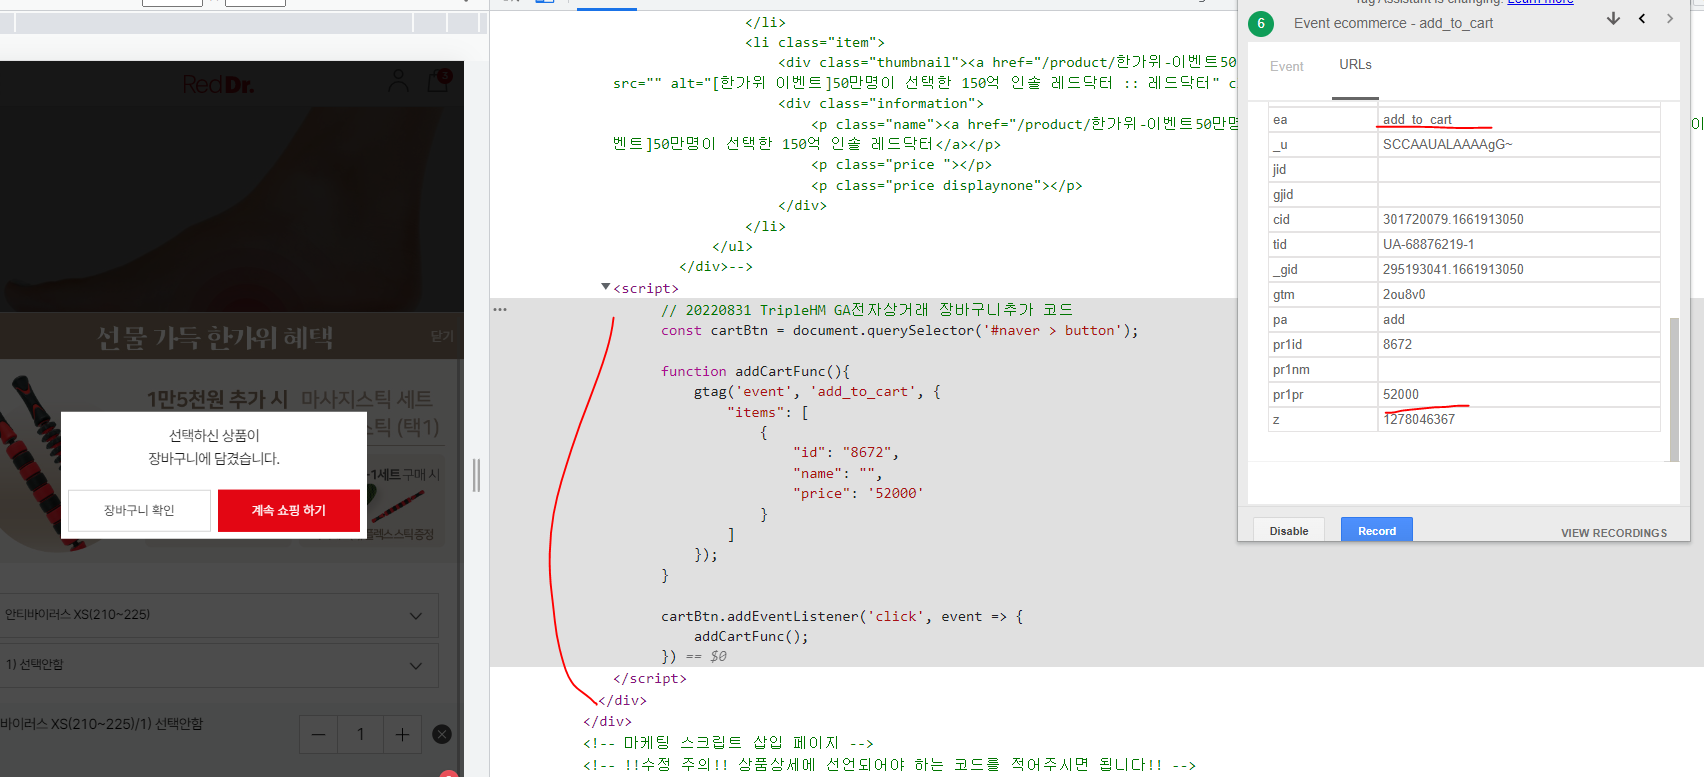 RedDr.
3
선물 가득 한가위 혜택
닫기
1만5천원 추가 시 마사지스틱 세트
스틱 (택1)
1세트 구매 시
스틱증정
선택하신 상품이
장바구니에 담겼습니다.
장바구니 확인
계속 쇼핑 하기
안티바이러스 XS(210~225)
1) 선택안함
바이러스 XS(210~225)/1) 선택안함
1
</li>
<li class="item">
<div class="thumbnail"><a href="/product/한가위-이벤트50
src="" alt="[한가위 이벤트]50만명이 선택한 150억 인솔 레드닥터 :: 레드닥터" c
<div class="information">
<p class="name"><a href="/product/한가위-이벤트50만명
이
벤트]50만명이 선택한 150억 인솔 레드닥터</a></p>
<p class="price "></p>
<p class="price displaynone"></p>
</div>
</li>
</ul>
</div>-->
<script>
// 20220831 TripleHM GA전자상거래 장바구니추가 코드
const cartBtn = document.querySelector('#naver > button');
function addCartFunc(){
gtag('event', 'add_to_cart', {
"items": [
{
"id": "8672",
"name": "",
"price": '52000'
}
]
});
}
cartBtn.addEventListener('click', event => {
addCartFunc();
}) == $0
</script>
</div>
</div>
<!-- 마케팅 스크립트 삽입 페이지 -->
<!-- !!수정 주의!! 상품상세에 선언되어야 하는 코드를 적어주시면 됩니다!! -->
Tag Assistant is changing. Learn more
6 Event ecommerce - add_to_cart
Event URLs
ea add_to_cart
_u SCCAAUALAAAAgG~
jid
gjid
cid 301720079.1661913050
tid UA-68876219-1
_gid 295193041.1661913050
gtm 2ou8v0
pa add
pr1id 8672
pr1nm
pr1pr 52000
z 1278046367
Disable Record VIEW RECORDINGS